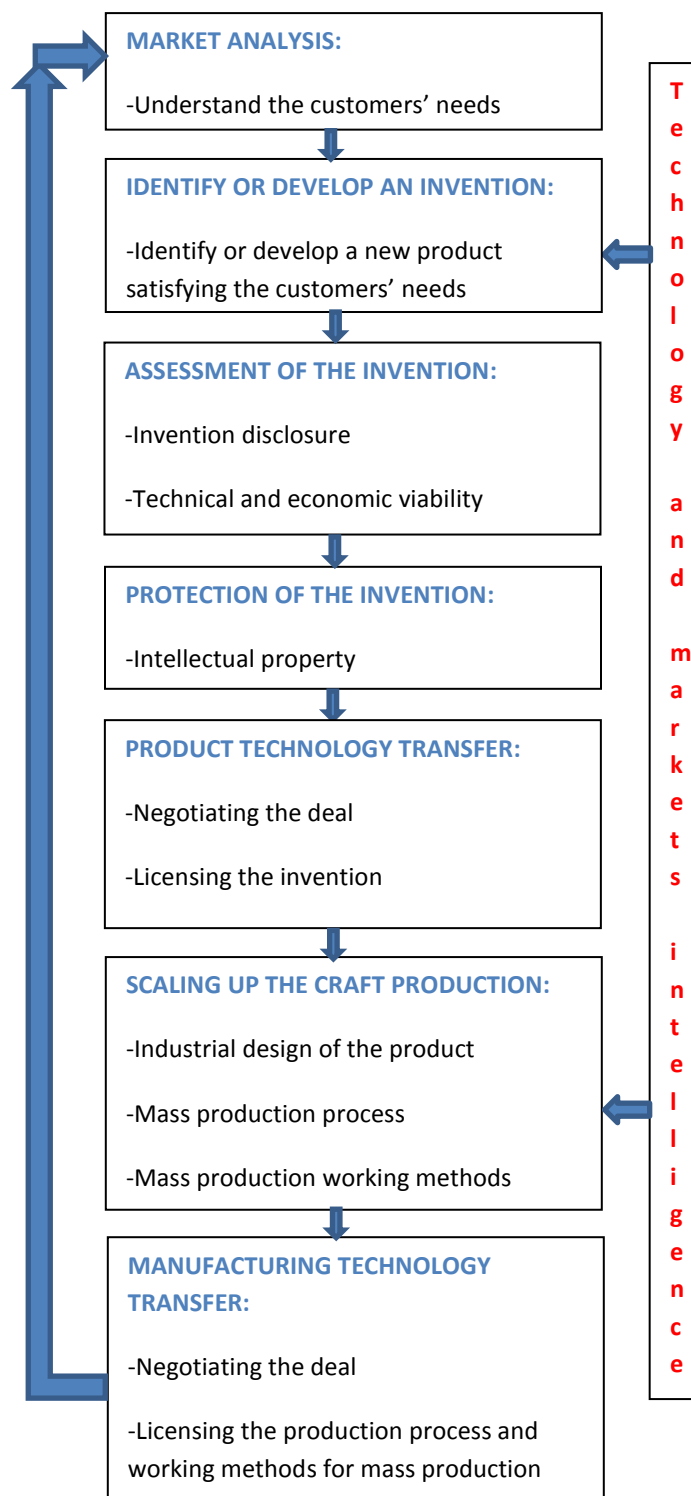 MARKET ANALYSIS:
-Understand the customers’ needs
IDENTIFY OR DEVELOP AN INVENTION:
-Identify or develop a new product
satisfying the customers’ needs
ASSESSMENT OF THE INVENTION:
-Invention disclosure
-Technical and economic viability
PROTECTION OF THE INVENTION:
-Intellectual property
PRODUCT TECHNOLOGY TRANSFER:
-Negotiating the deal
-Licensing the invention
SCALING UP THE CRAFT PRODUCTION:
-Industrial design of the product
-Mass production process
-Mass production working methods
MANUFACTURING TECHNOLOGY
TRANSFER:
-Negotiating the deal
-Licensing the production process and
working methods for mass production
Technology and markets intelligence